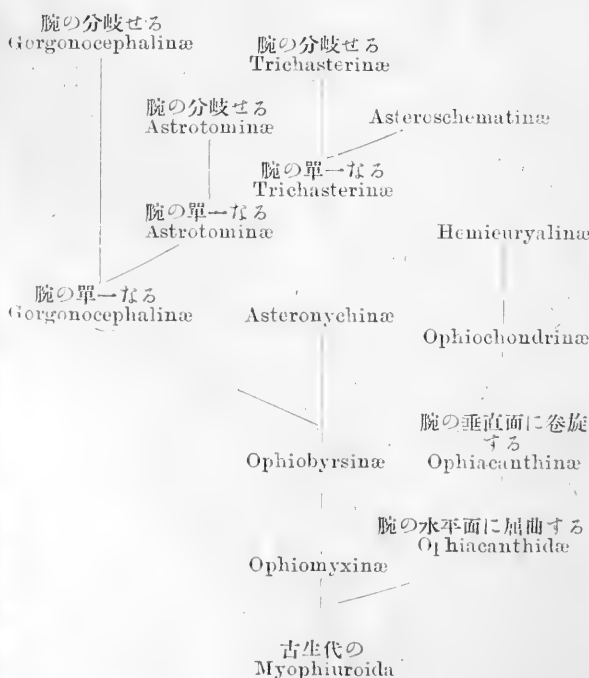 腕の分岐せる
Gorgonocephalinæ
腕の分岐せる
Trichasterinæ
腕の分岐せる
Astrotominæ
Asteroschematinæ
腕の單一なる
Trichasterinæ
腕の單一なる
Astrotominæ
Hemieuryalinæ
腕の單一なる
Gorgonocephalinæ
Asteronychinæ
Ophiochondrinæ
腕の垂直面に卷旋
する
Ophiacanthinæ
Ophiobyrsinæ
腕の水平面に屈曲する
Ophiacanthidæ
Ophiomyxinæ
古生代の
Myophiuroida